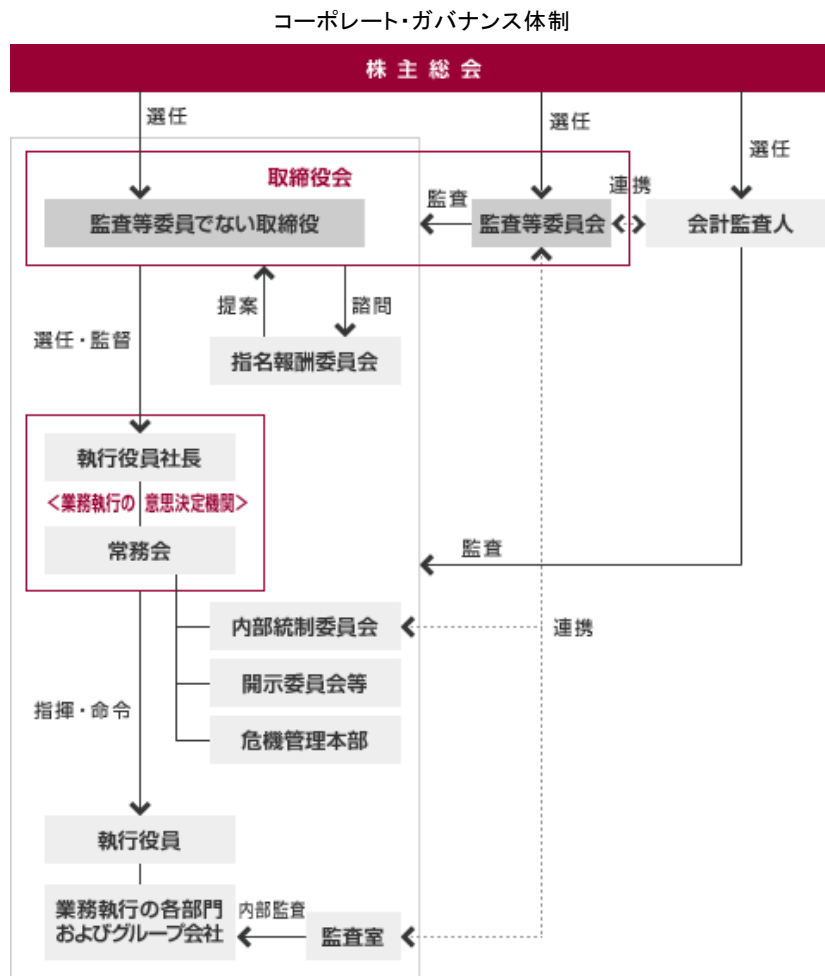 コーポレート・ガバナンス体制
株主総会
選任
選任
選任
取締役会
監査
連携
監査等委員でない取締役
監査等委員会
会計監査人
提案
諮問
選任・監督
指名報酬委員会
執行役員社長
<業務執行の 意思決定機関>
常務会
監査
内部統制委員会
連携
開示委員会等
指揮・命令
危機管理本部
執行役員
業務執行の各部門
およびグループ会社
内部監査
監査室